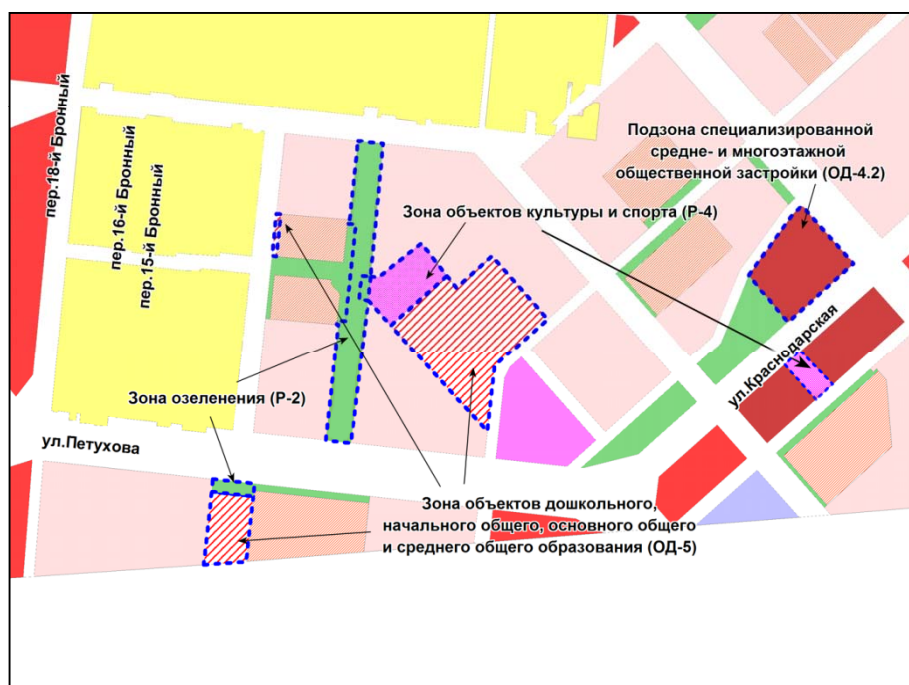 пер.18-й Бронный
пер.16-й Бронный
пер.15-й Бронный
Подзона специализированной
средне- и многоэтажной
общественной застройки (ОД-4.2)
Зона объектов культуры и спорта (Р-4)
ул.Краснодарская
Зона озеленения (Р-2)
ул.Петухова
Зона объектов дошкольного,
начального общего, основного общего
и среднего общего образования (ОД-5)